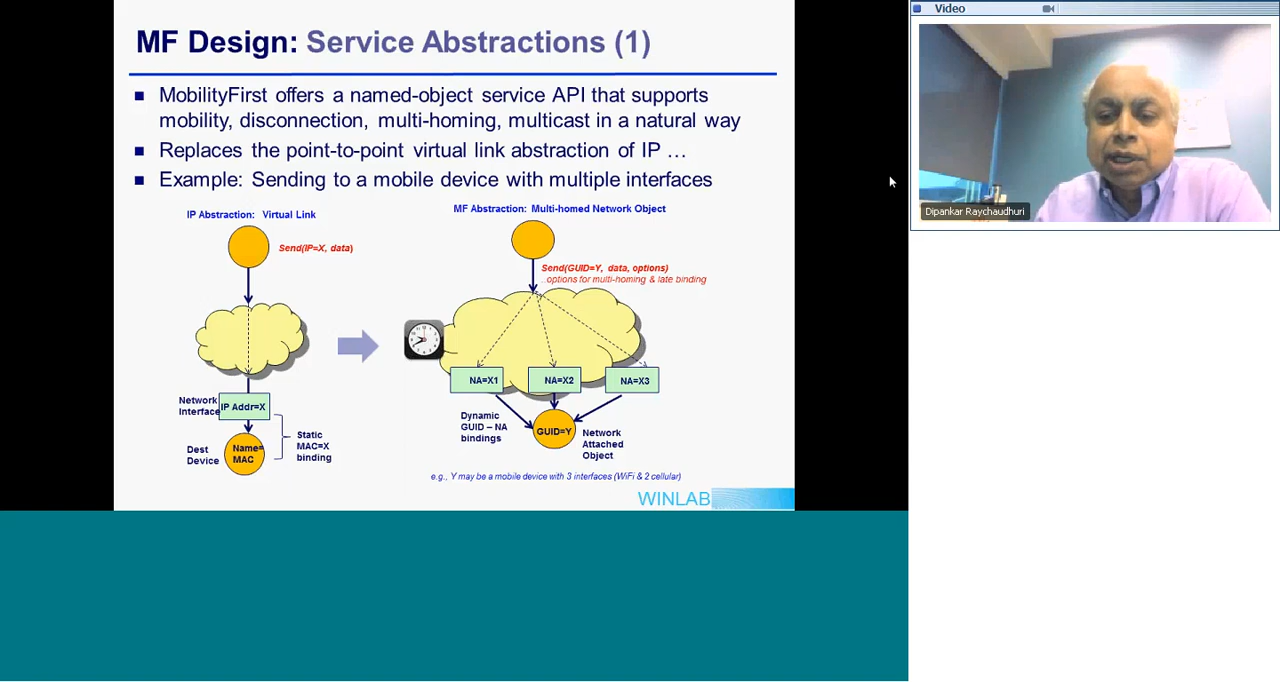 MF Design: Service Abstractions (1)
■ MobilityFirst offers a named-object service API that supports
mobility, disconnection, multi-homing, multicast in a natural way
■ Replaces the point-to-point virtual link abstraction of IP …
■ Example: Sending to a mobile device with multiple interfaces
IP Abstraction: Virtual Link
Send(IP=X, data)
Network
Interface
IP Addr=X
Dest
Device
Name=
MAC
Static
MAC=X
binding
MF Abstraction: Multi-homed Network Object
Send(GUID=Y, data, options)
..options for multi-homing & late binding
NA=X1
NA=X2
NA=X3
Dynamic
GUID – NA
bindings
GUID=Y
Network
Attached
Object
e.g., Y may be a mobile device with 3 interfaces (WiFi & 2 cellular)
WINLAB
Video
Dipankar Raychaudhuri